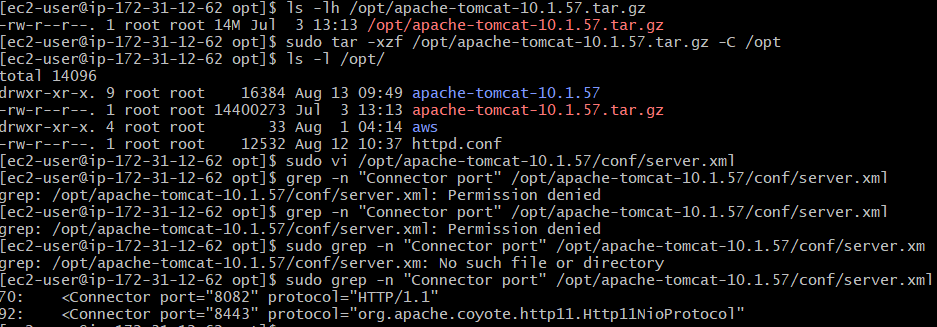 [ec2-user@ip-172-31-12-62 opt]$ ls -lh /opt/apache-tomcat-10.1.57.tar.gz
-rw-r--r--. 1 root root 14M Jul  3 13:13 /opt/apache-tomcat-10.1.57.tar.gz
[ec2-user@ip-172-31-12-62 opt]$ sudo tar -xzf /opt/apache-tomcat-10.1.57.tar.gz -C /opt
[ec2-user@ip-172-31-12-62 opt]$ ls -l /opt/
total 14096
drwxr-xr-x. 9 root root    16384 Aug 13 09:49 apache-tomcat-10.1.57
-rw-r--r--. 1 root root 14400273 Jul  3 13:13 apache-tomcat-10.1.57.tar.gz
drwxr-xr-x. 4 root root       33 Aug  1 04:14 aws
-rw-r--r--. 1 root root    12532 Aug 12 10:37 httpd.conf
[ec2-user@ip-172-31-12-62 opt]$ sudo vi /opt/apache-tomcat-10.1.57/conf/server.xml
[ec2-user@ip-172-31-12-62 opt]$ grep -n "Connector port" /opt/apache-tomcat-10.1.57/conf/server.xml
grep: /opt/apache-tomcat-10.1.57/conf/server.xml: Permission denied
[ec2-user@ip-172-31-12-62 opt]$ grep -n "Connector port" /opt/apache-tomcat-10.1.57/conf/server.xml
grep: /opt/apache-tomcat-10.1.57/conf/server.xml: Permission denied
[ec2-user@ip-172-31-12-62 opt]$ sudo grep -n "Connector port" /opt/apache-tomcat-10.1.57/conf/server.xm
grep: /opt/apache-tomcat-10.1.57/conf/server.xm: No such file or directory
[ec2-user@ip-172-31-12-62 opt]$ sudo grep -n "Connector port" /opt/apache-tomcat-10.1.57/conf/server.xml
70:    <Connector port="8082" protocol="HTTP/1.1"
92:    <Connector port="8443" protocol="org.apache.coyote.http11.Http11NioProtocol"